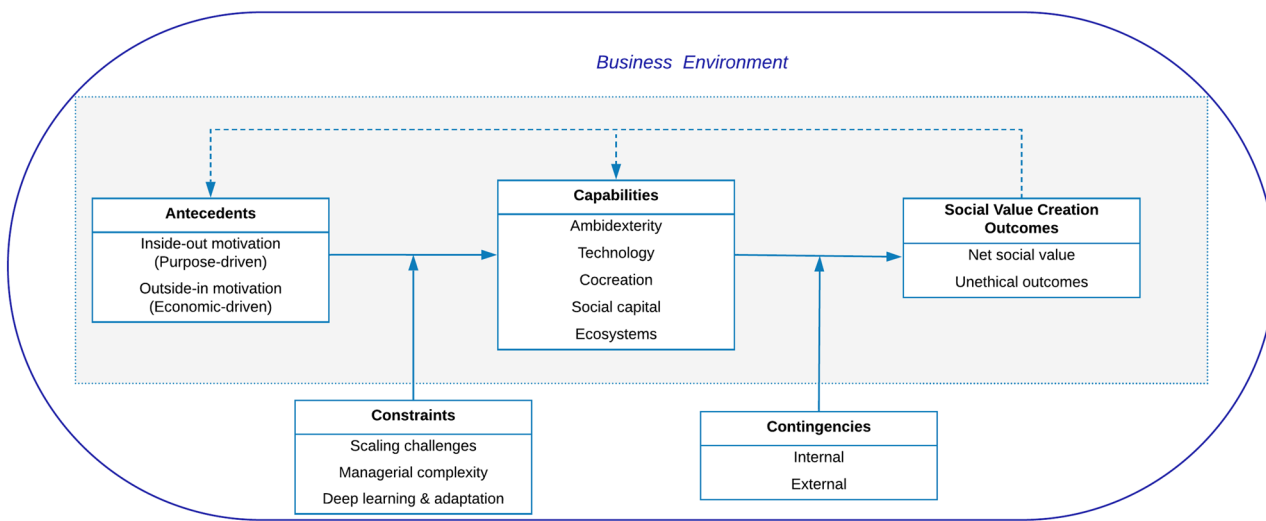 Business Environment
Antecedents
Inside-out motivation
(Purpose-driven)
Outside-in motivation
(Economic-driven)
Capabilities
Ambidexterity
Technology
Cocreation
Social capital
Ecosystems
Social Value Creation
Outcomes
Net social value
Unethical outcomes
Constraints
Scaling challenges
Managerial complexity
Deep learning & adaptation
Contingencies
Internal
External